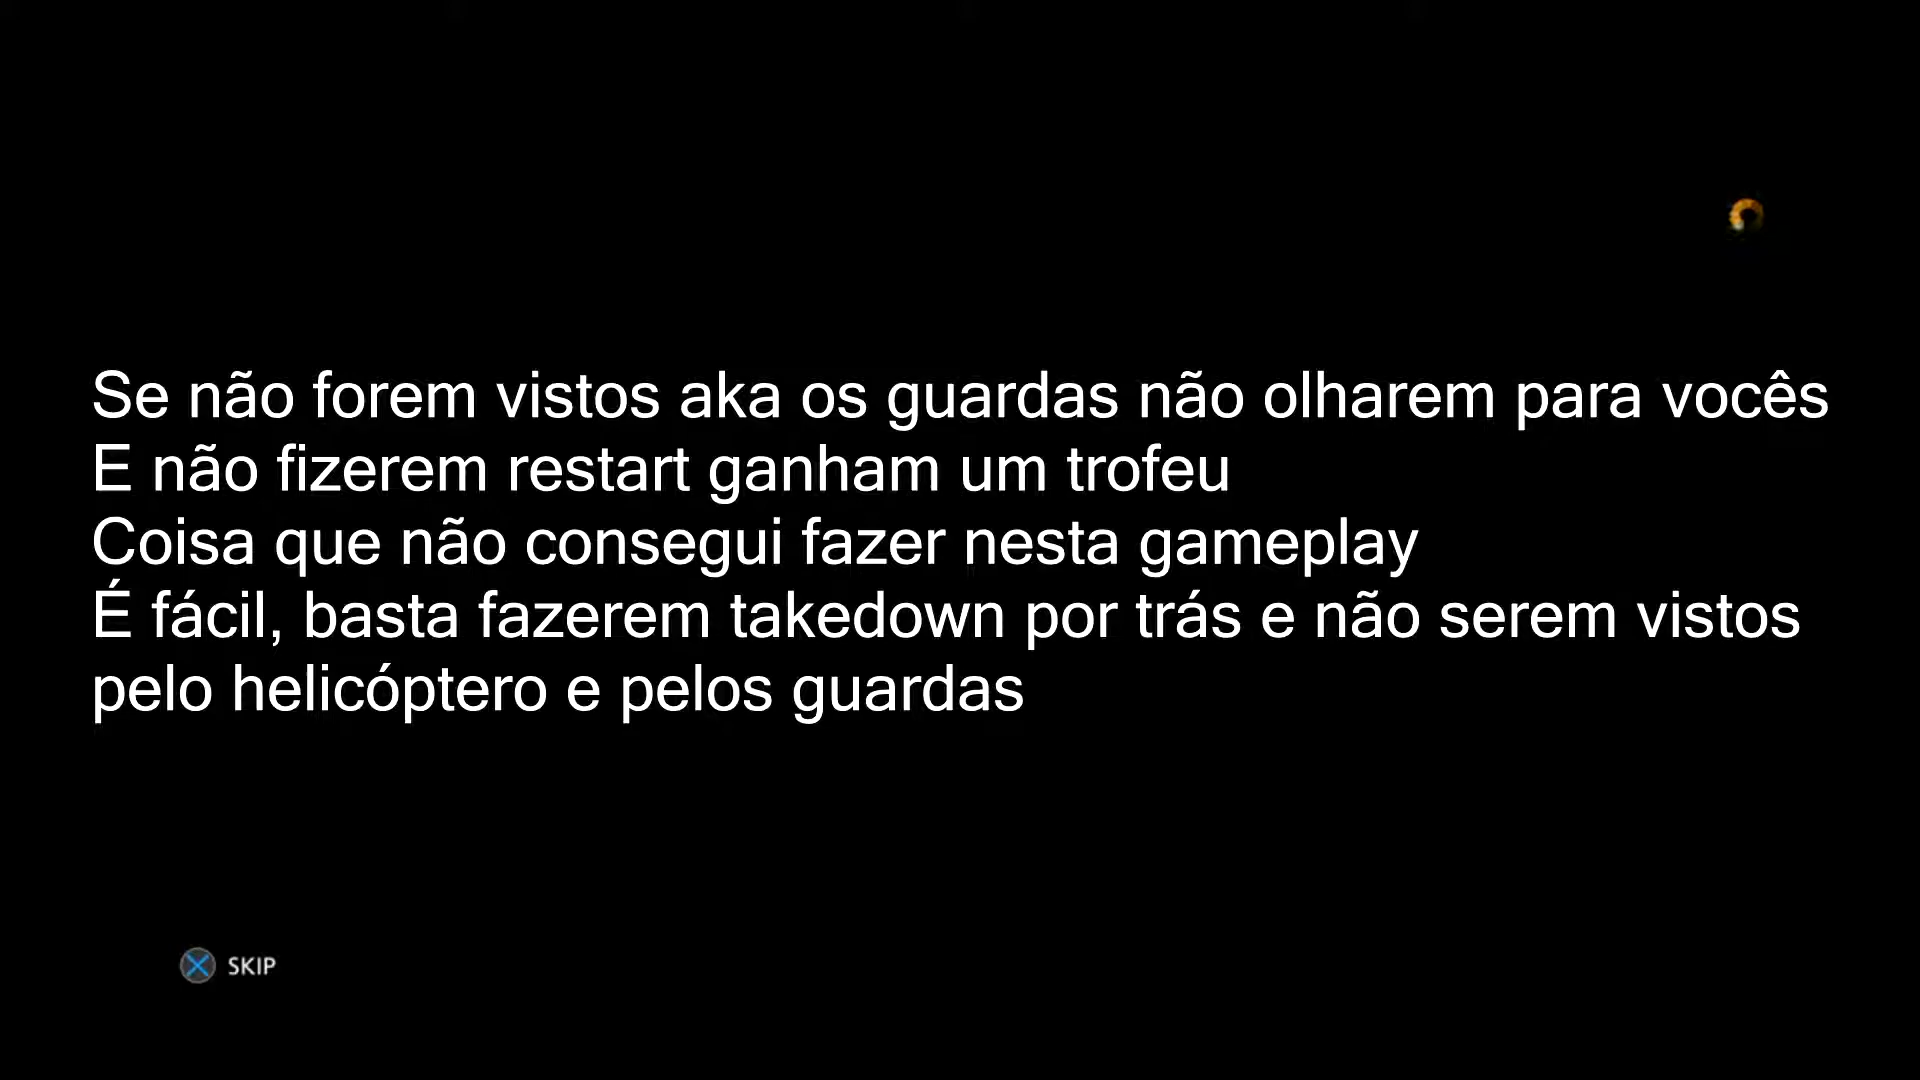 Se não forem vistos aka os guardas não olharem para vocês
E não fizerem restart ganham um trofeu
Coisa que não consegui fazer nesta gameplay
É fácil, basta fazerem takedown por trás e não serem vistos
pelo helicóptero e pelos guardas
SKIP